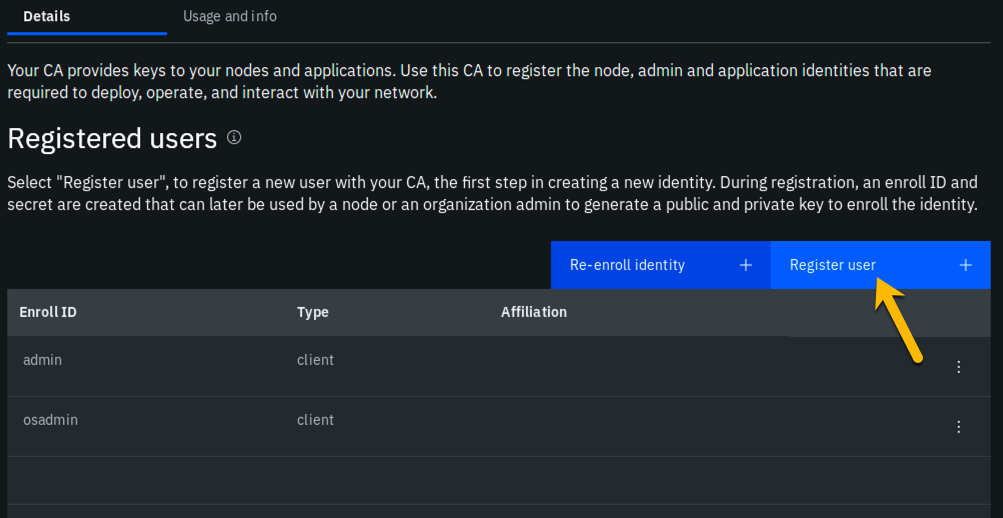 Details Usage and info
Your CA provides keys to your nodes and applications. Use this CA to register the node, admin and application identities that are
required to deploy, operate, and interact with your network.
Registered users
Select "Register user", to register a new user with your CA, the first step in creating a new identity. During registration, an enroll ID and
secret are created that can later be used by a node or an organization admin to generate a public and private key to enroll the identity.
Re-enroll identity + Register user +
Enroll ID Type Affiliation
admin client
osadmin client